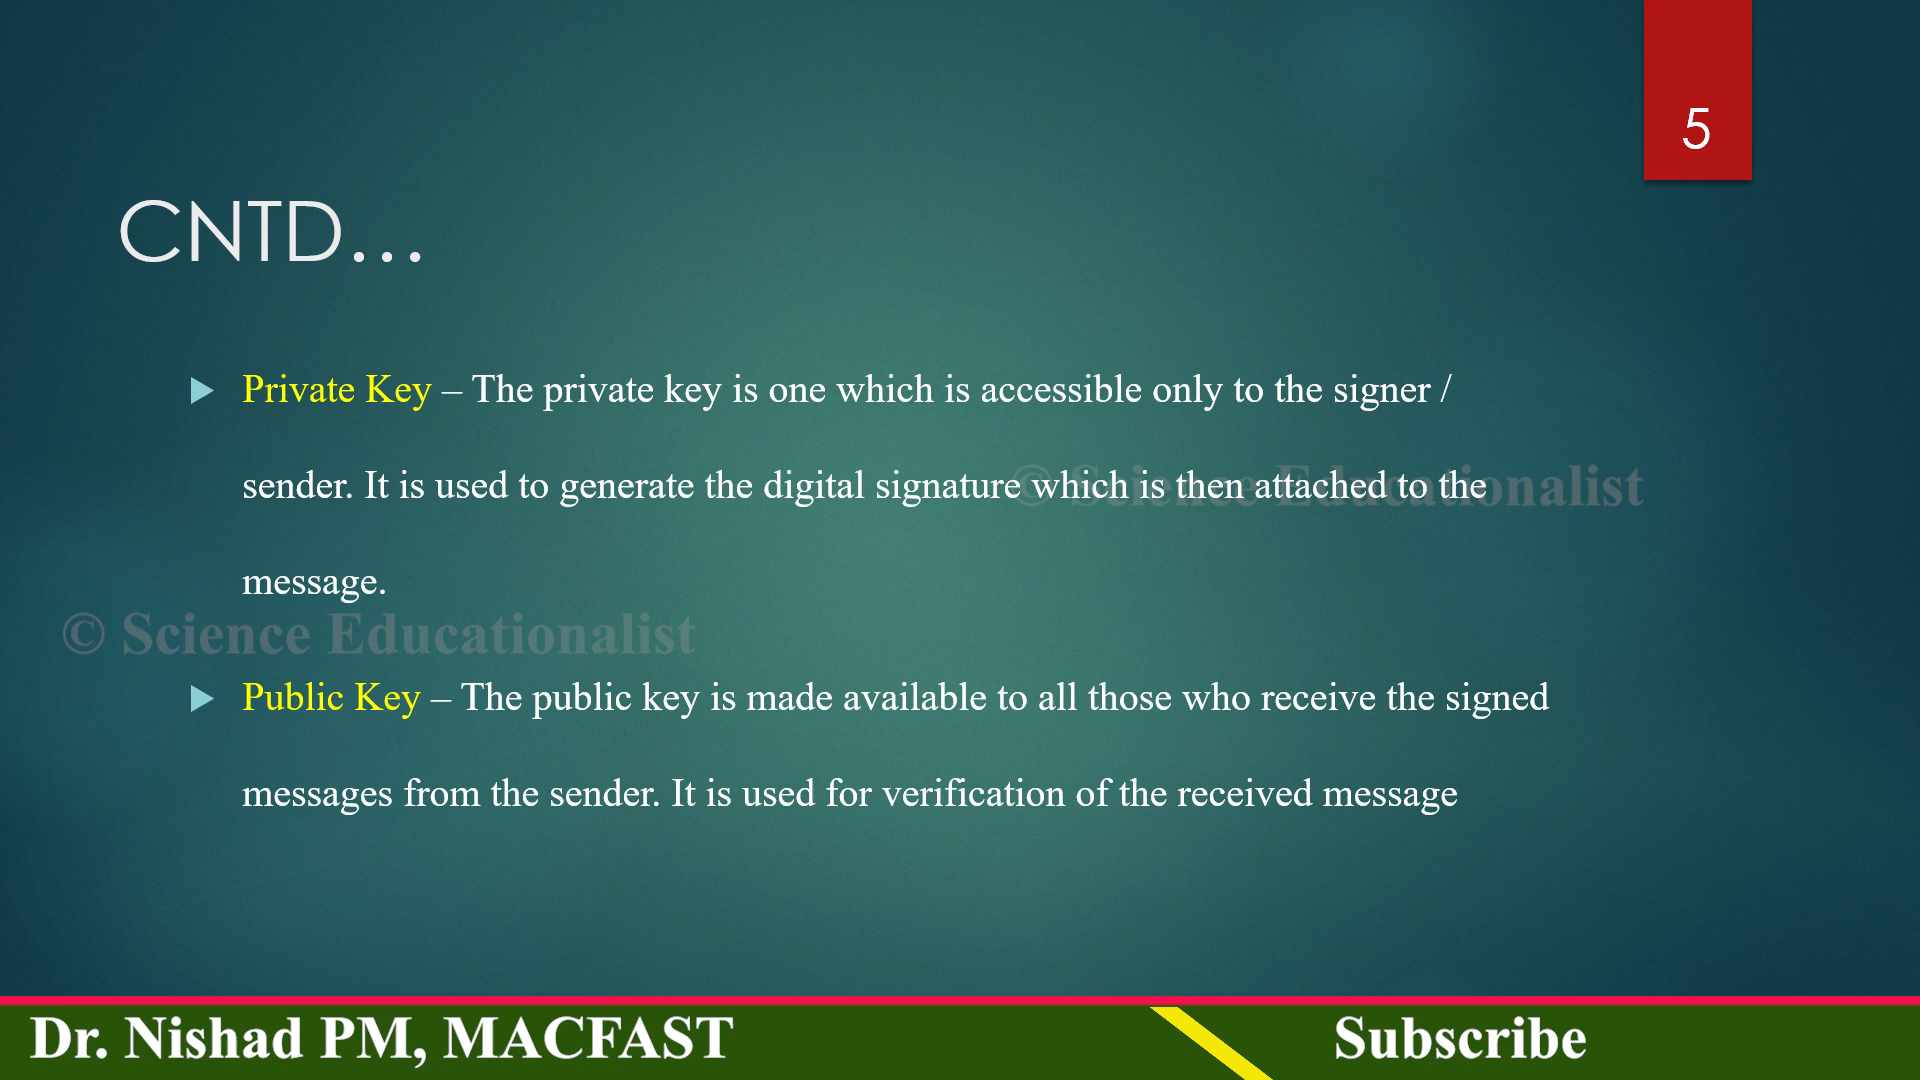 5
CNTD…
Private Key – The private key is one which is accessible only to the signer /
sender. It is used to generate the digital signature which is then attached to the
© Science Educationalist
message.
© Science Educationalist
Public Key – The public key is made available to all those who receive the signed
messages from the sender. It is used for verification of the received message
Dr. Nishad PM, MACFAST
Subscribe